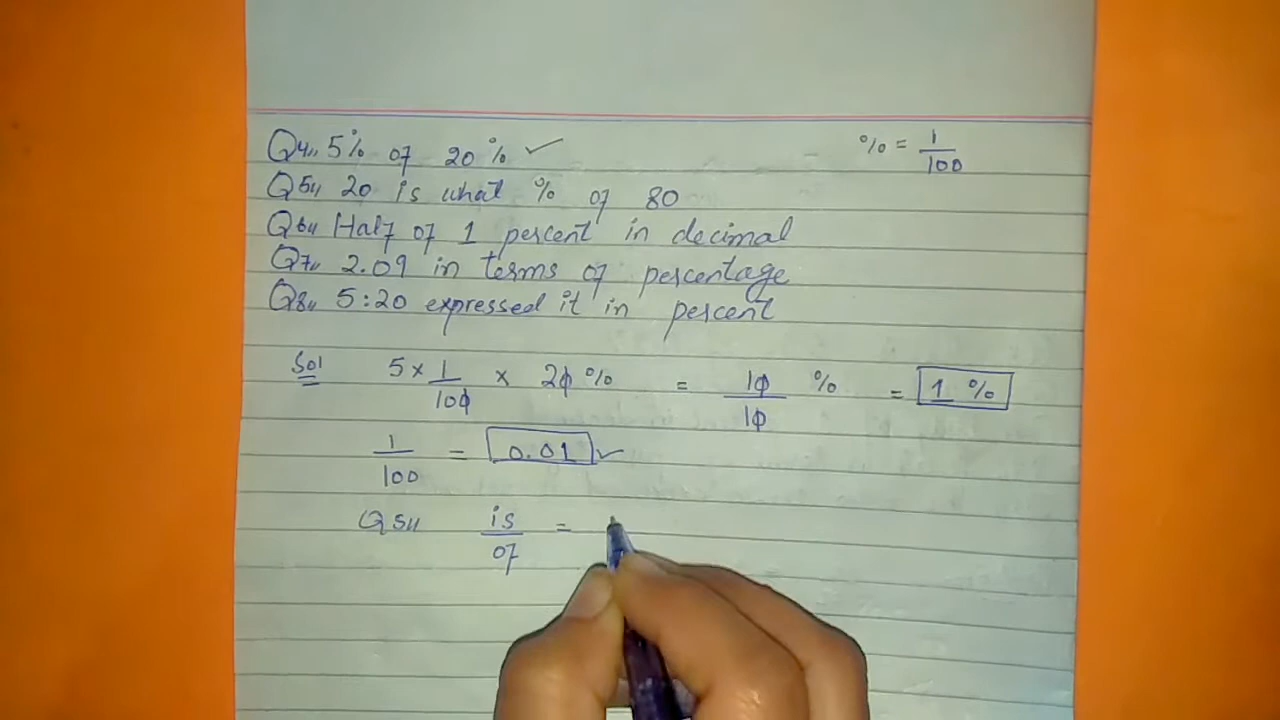 Q4,, 5% of 20% ✓ % = 1/100
Q5,, 20 is what % of 80
Q6,, Half of 1 percent in decimal
Q7,, 2.09 in terms of percentage
Q8,, 5:20 expressed it in percent
Sol 5 × 1/100 × 20 % = 10/10 % = 1 %
1/100 = 0.01 ✓
Q5,, is/of =